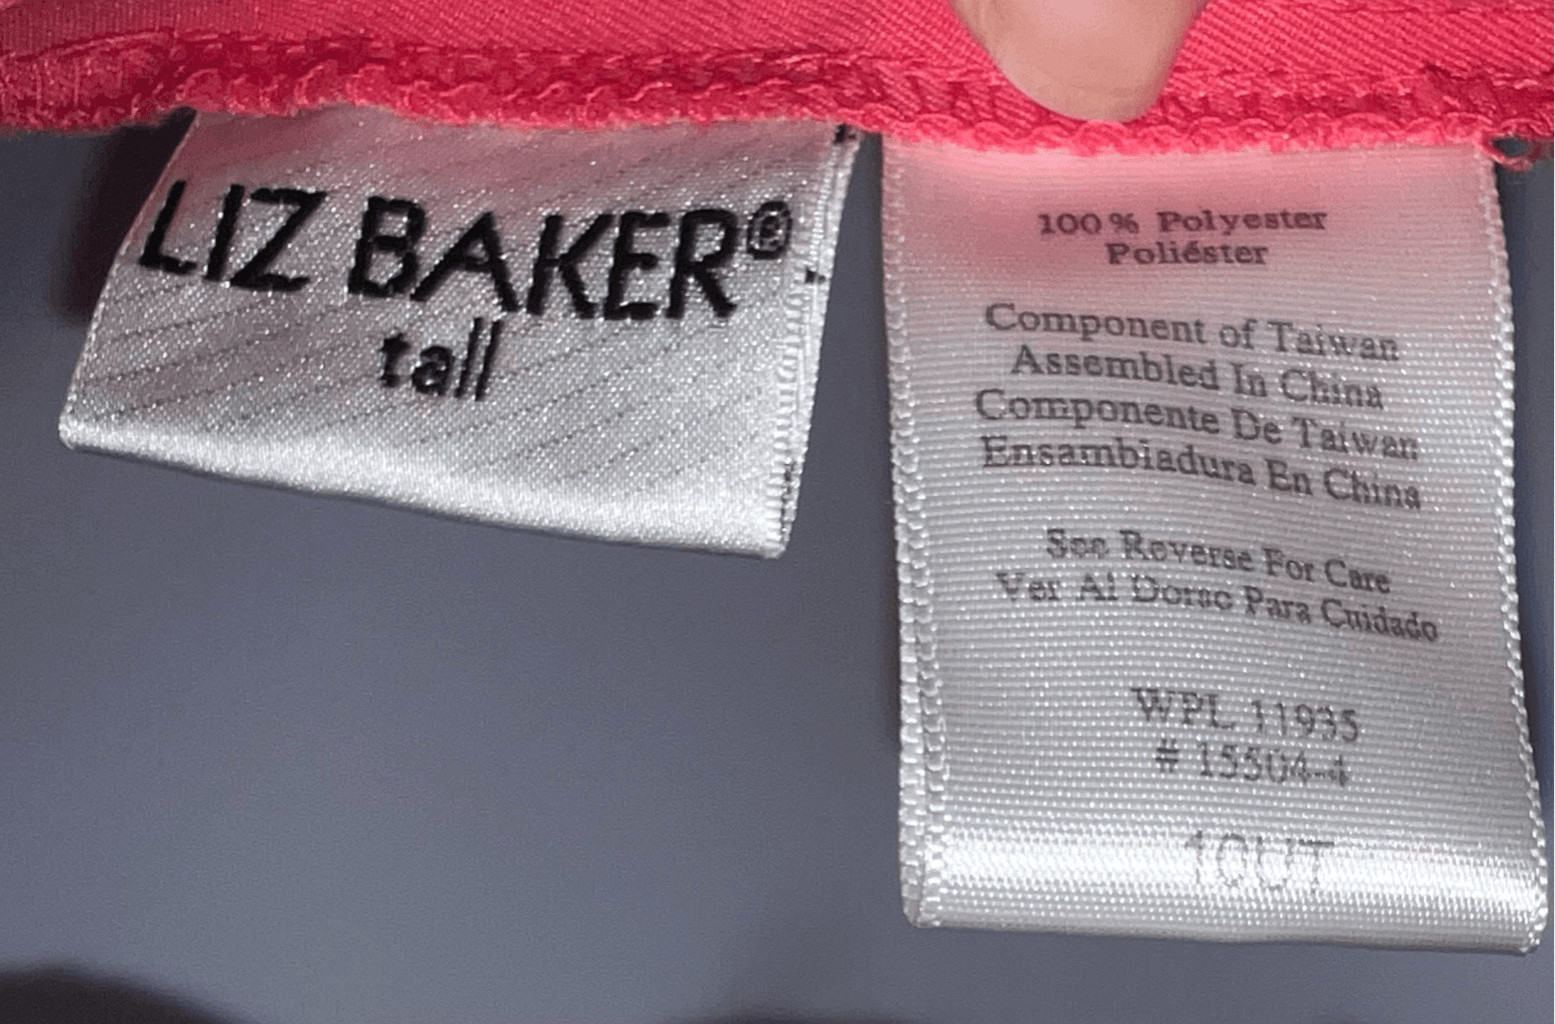 LIZ BAKER®
tall
100% Polyester
Poliéster
Component of Taiwan
Assembled In China
Componente De Taiwan
Ensambiadura En China
See Reverse For Care
Ver Al Dorso Para Cuidado
WPL 11935
# 15504-4
10UT